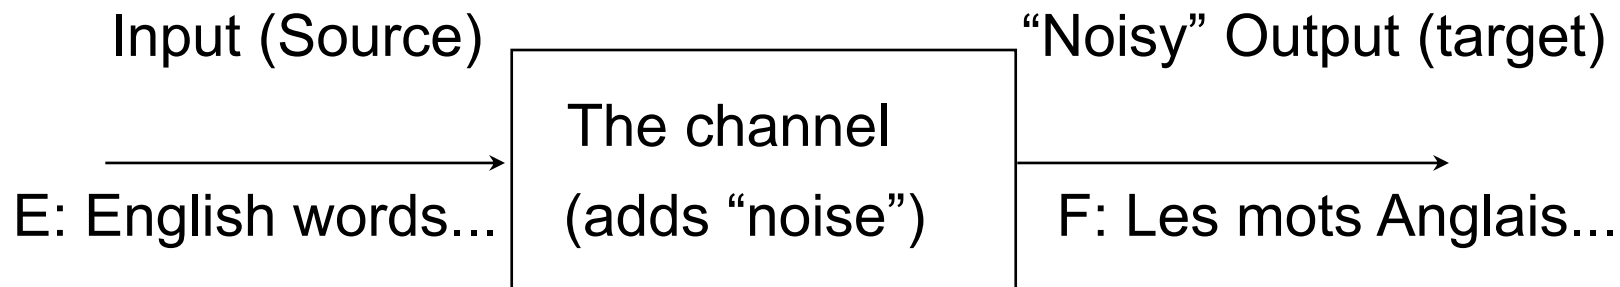 Input (Source)
“Noisy” Output (target)
The channel
(adds “noise”)
E: English words...
F: Les mots Anglais...